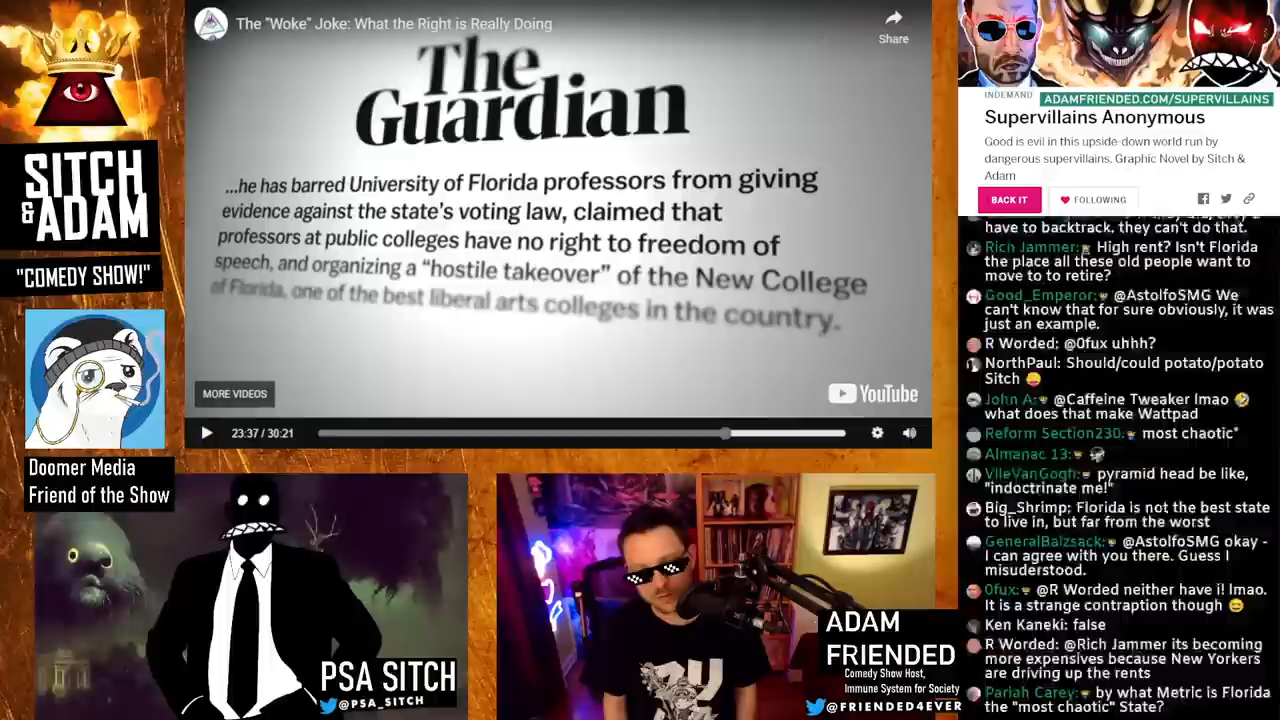 The "Woke" Joke: What the Right is Really Doing
Share
The
Guardian
...he has barred University of Florida professors from giving
evidence against the state's voting law, claimed that
professors at public colleges have no right to freedom of
speech, and organizing a "hostile takeover" of the New College
of Florida, one of the best liberal arts colleges in the country.
MORE VIDEOS
YouTube
23:37 / 30:21
SITCH
& ADAM
"COMEDY SHOW!"
Doomer Media
Friend of the Show
PSA SITCH
@PSA_SITCH
ADAM
FRIENDED
Comedy Show Host,
Immune System for Society
@FRIENDED4EVER
INDEMAND
ADAMFRIENDED.COM/SUPERVILLAINS
Supervillains Anonymous
Good is evil in this upside-down world run by
dangerous supervillains. Graphic Novel by Sitch &
Adam
BACK IT
FOLLOWING
have to backtrack, they can't do that.
Rich Jammer: High rent? Isn't Florida
the place all these old people want to
move to to retire?
Good_Emperor: @AstolfoSMG We
can't know that for sure obviously, it was
just an example.
R Worded: @0fux uhhh?
NorthPaul: Should/could potato/potato
Sitch 😜
John A: @Caffeine Tweaker lmao 🤣
what does that make Wattpad
Reform Section230: most chaotic*
Almanac 13:
VileVanGogh: pyramid head be like,
"indoctrinate me!"
Big_Shrimp: Florida is not the best state
to live in, but far from the worst
GeneralBalzsack: @AstolfoSMG okay -
I can agree with you there. Guess I
misunderstood.
0fux: @R Worded neither have i! lmao.
It is a strange contraption though 😄
Ken Kaneki: false
R Worded: @Rich Jammer its becoming
more expensives because New Yorkers
are driving up the rents
Pariah Carey: by what Metric is Florida
the "most chaotic" State?